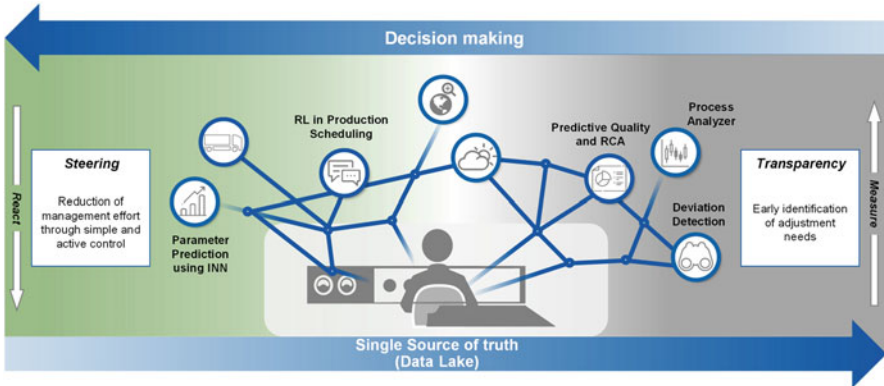 Decision making
React
Steering
Reduction of
management effort
through simple and
active control
Parameter
Prediction
using INN
RL in Production
Scheduling
Predictive Quality
and RCA
Process
Analyzer
Deviation
Detection
Transparency
Early identification
of adjustment
needs
Measure
Single Source of truth
(Data Lake)